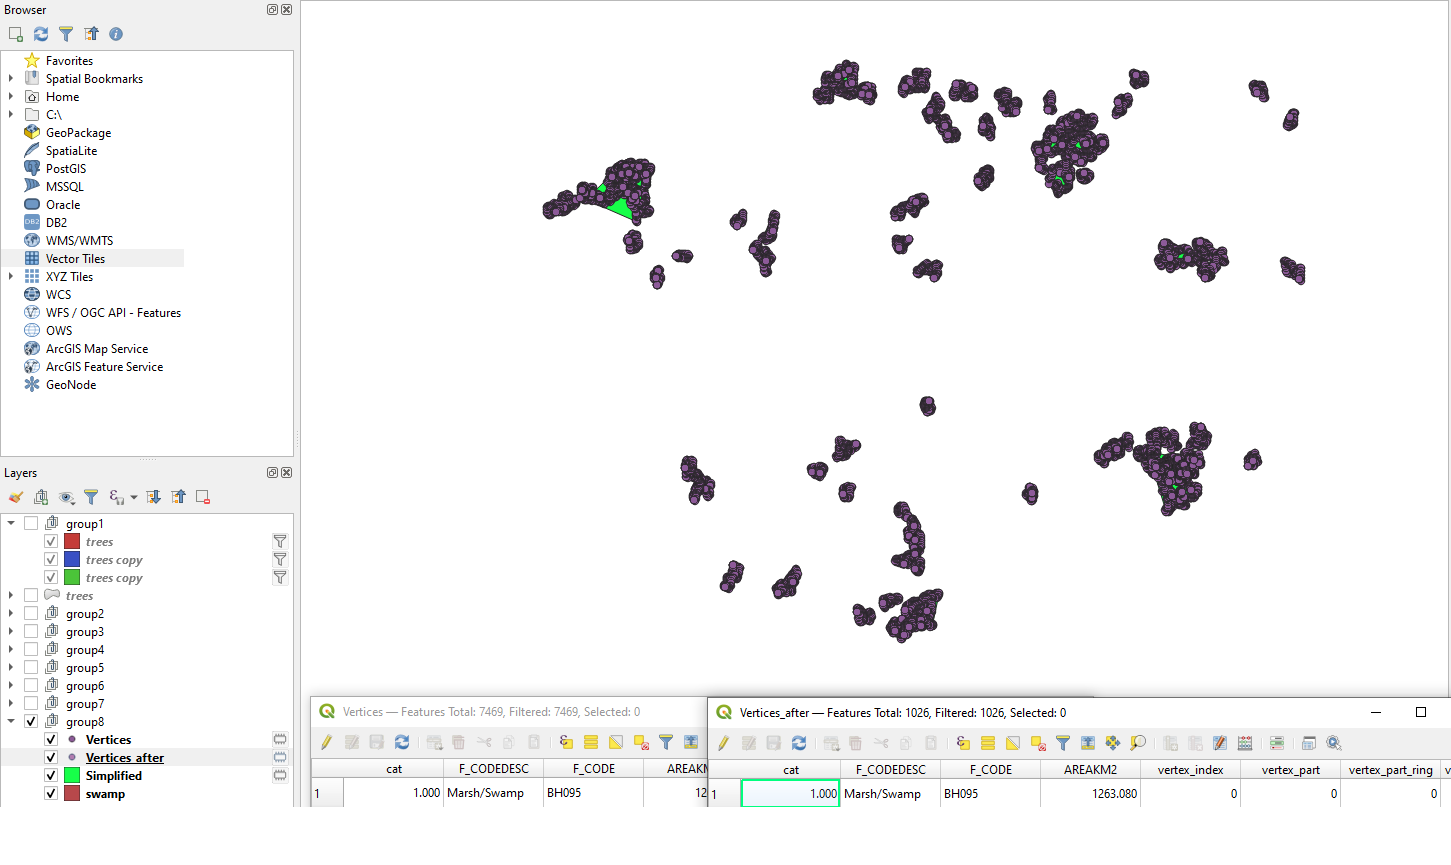 Browser
Favorites
Spatial Bookmarks
Home
C:\
GeoPackage
SpatiaLite
PostGIS
MSSQL
Oracle
DB2 DB2
WMS/WMTS
Vector Tiles
XYZ Tiles
WCS
WFS / OGC API - Features
OWS
ArcGIS Map Service
ArcGIS Feature Service
GeoNode
Layers
group1
trees
trees copy
trees copy
trees
group2
group3
group4
group5
group6
group7
group8
Vertices
Vertices_after
Simplified
swamp
Vertices — Features Total: 7469, Filtered: 7469, Selected: 0
cat F_CODEDESC F_CODE AREAKM
1 1.000 Marsh/Swamp BH095 12
Vertices_after — Features Total: 1026, Filtered: 1026, Selected: 0
cat F_CODEDESC F_CODE AREAKM2 vertex_index vertex_part vertex_part_ring v
1 1.000 Marsh/Swamp BH095 1263.080 0 0 0